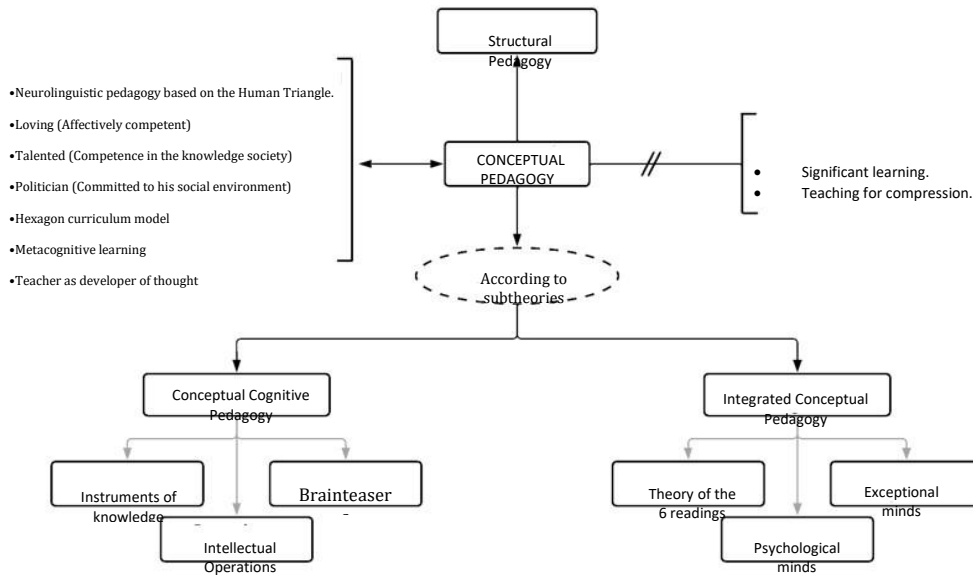 Structural
Pedagogy
•Neurolinguistic pedagogy based on the Human Triangle.
•Loving (Affectively competent)
•Talented (Competence in the knowledge society)
•Politician (Committed to his social environment)
•Hexagon curriculum model
•Metacognitive learning
•Teacher as developer of thought
CONCEPTUAL
PEDAGOGY
• Significant learning.
• Teaching for compression.
According to
subtheories
Conceptual Cognitive
Pedagogy
Integrated Conceptual
Pedagogy
Instruments of
knowledge
Brainteaser
Intellectual
Operations
Theory of the
6 readings
Exceptional
minds
Psychological
minds